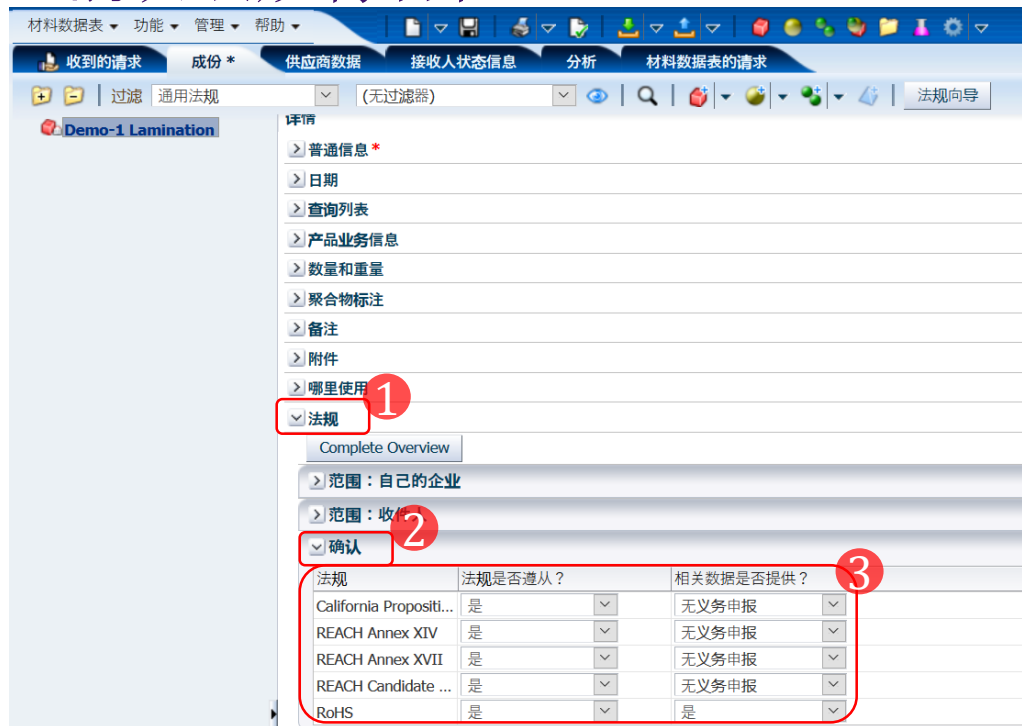 材料数据表 功能 管理 帮助
收到的请求 成份 * 供应商数据 接收人状态信息 分析 材料数据表的请求
过滤 通用法规 (无过滤器) 法规向导
Demo-1 Lamination
详情
普通信息 *
日期
查询列表
产品业务信息
数量和重量
聚合物标注
备注
附件
哪里使用
1
法规
Complete Overview
范围：自己的企业
范围：收件人
2
确认
3
法规 法规是否遵从？ 相关数据是否提供？
California Propositi... 是 无义务申报
REACH Annex XIV 是 无义务申报
REACH Annex XVII 是 无义务申报
REACH Candidate ... 是 无义务申报
RoHS 是 是